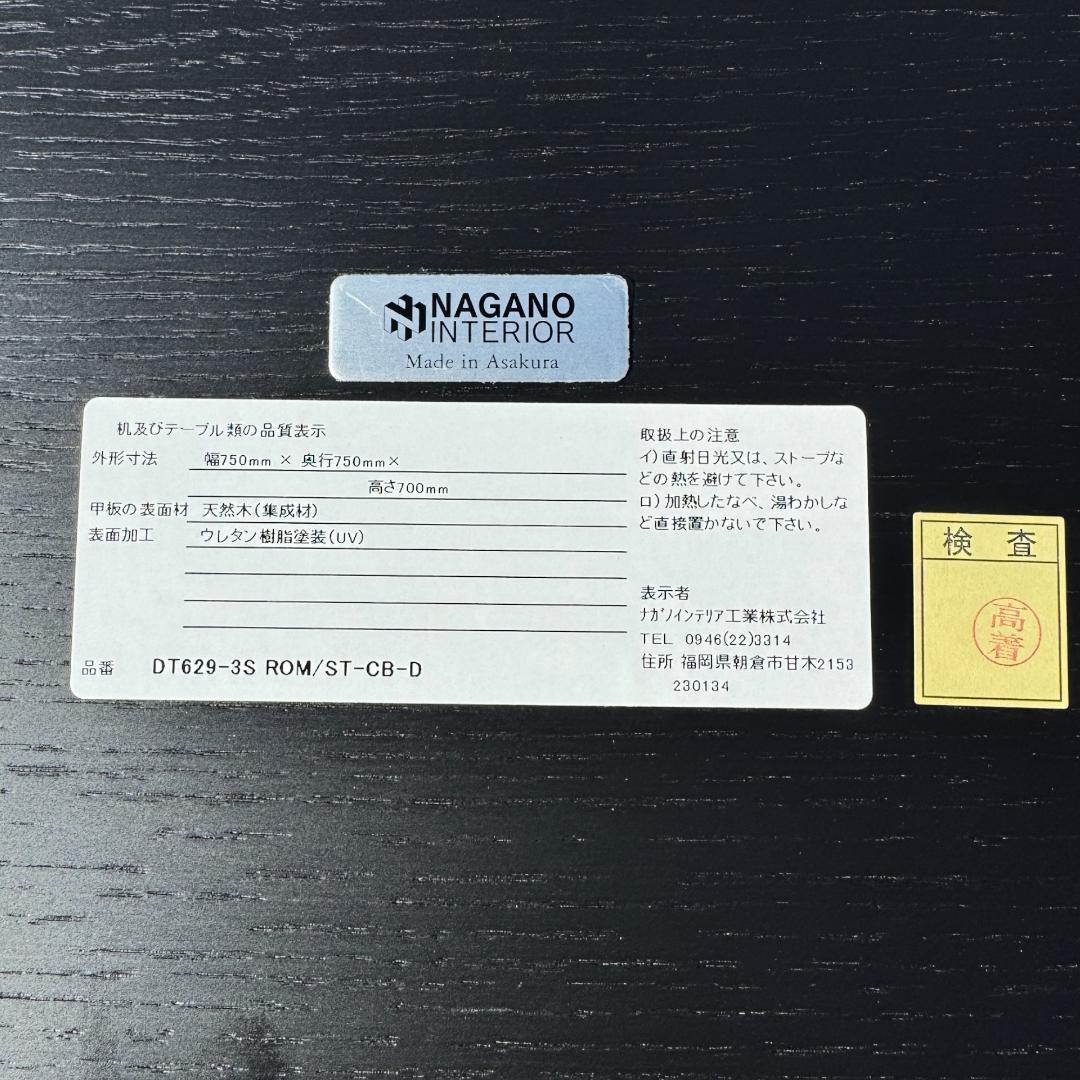 NAGANO
INTERIOR
Made in Asakura
机及びテーブル類の品質表示
外形寸法 幅750mm × 奥行750mm×
高さ700mm
甲板の表面材 天然木(集成材)
表面加工 ウレタン樹脂塗装(UV)
品番 DT629-3S ROM/ST-CB-D
取扱上の注意
イ)直射日光又は、ストーブな
どの熱を避けて下さい。
ロ)加熱したなべ、湯わかしな
ど直接置かないで下さい。
表示者
ナガノインテリア工業株式会社
TEL 0946(22)3314
住所 福岡県朝倉市甘木2153
230134
検 査
高着